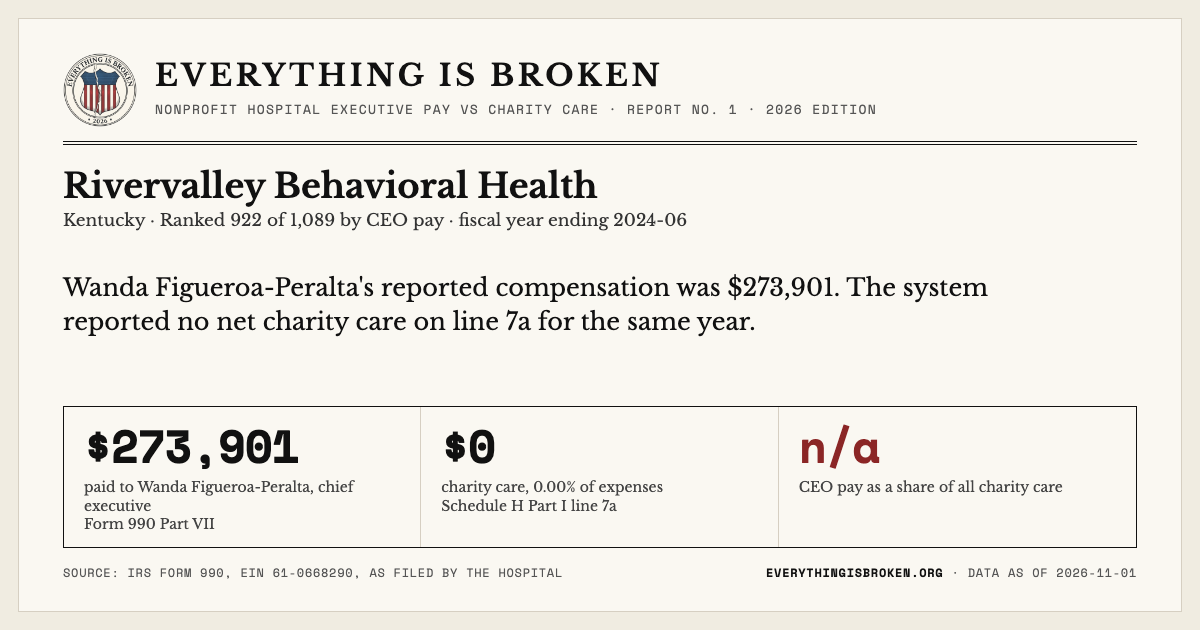 EVERYTHING IS BROKEN
2026
EVERYTHING IS BROKEN
NONPROFIT HOSPITAL EXECUTIVE PAY VS CHARITY CARE · REPORT NO. 1 · 2026 EDITION
Rivervalley Behavioral Health
Kentucky · Ranked 922 of 1,089 by CEO pay · fiscal year ending 2024-06
Wanda Figueroa-Peralta's reported compensation was $273,901. The system
reported no net charity care on line 7a for the same year.
$273,901
paid to Wanda Figueroa-Peralta, chief
executive
Form 990 Part VII
$0
charity care, 0.00% of expenses
Schedule H Part I line 7a
n/a
CEO pay as a share of all charity care
SOURCE: IRS FORM 990, EIN 61-0668290, AS FILED BY THE HOSPITAL
EVERYTHINGISBROKEN.ORG · DATA AS OF 2026-11-01